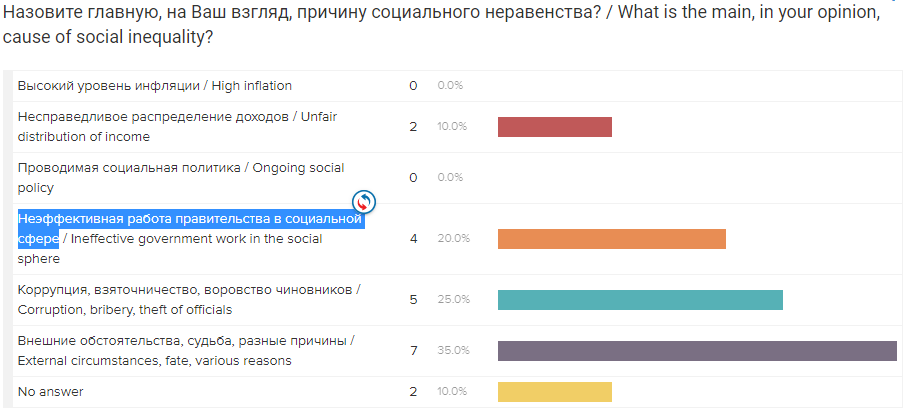 Назовите главную, на Ваш взгляд, причину социального неравенства? / What is the main, in your opinion,
cause of social inequality?
Высокий уровень инфляции / High inflation 0 0.0%
Несправедливое распределение доходов / Unfair
distribution of income 2 10.0%
Проводимая социальная политика / Ongoing social
policy 0 0.0%
Неэффективная работа правительства в социальной
сфере / Ineffective government work in the social
sphere 4 20.0%
Коррупция, взяточничество, воровство чиновников /
Corruption, bribery, theft of officials 5 25.0%
Внешние обстоятельства, судьба, разные причины /
External circumstances, fate, various reasons 7 35.0%
No answer 2 10.0%